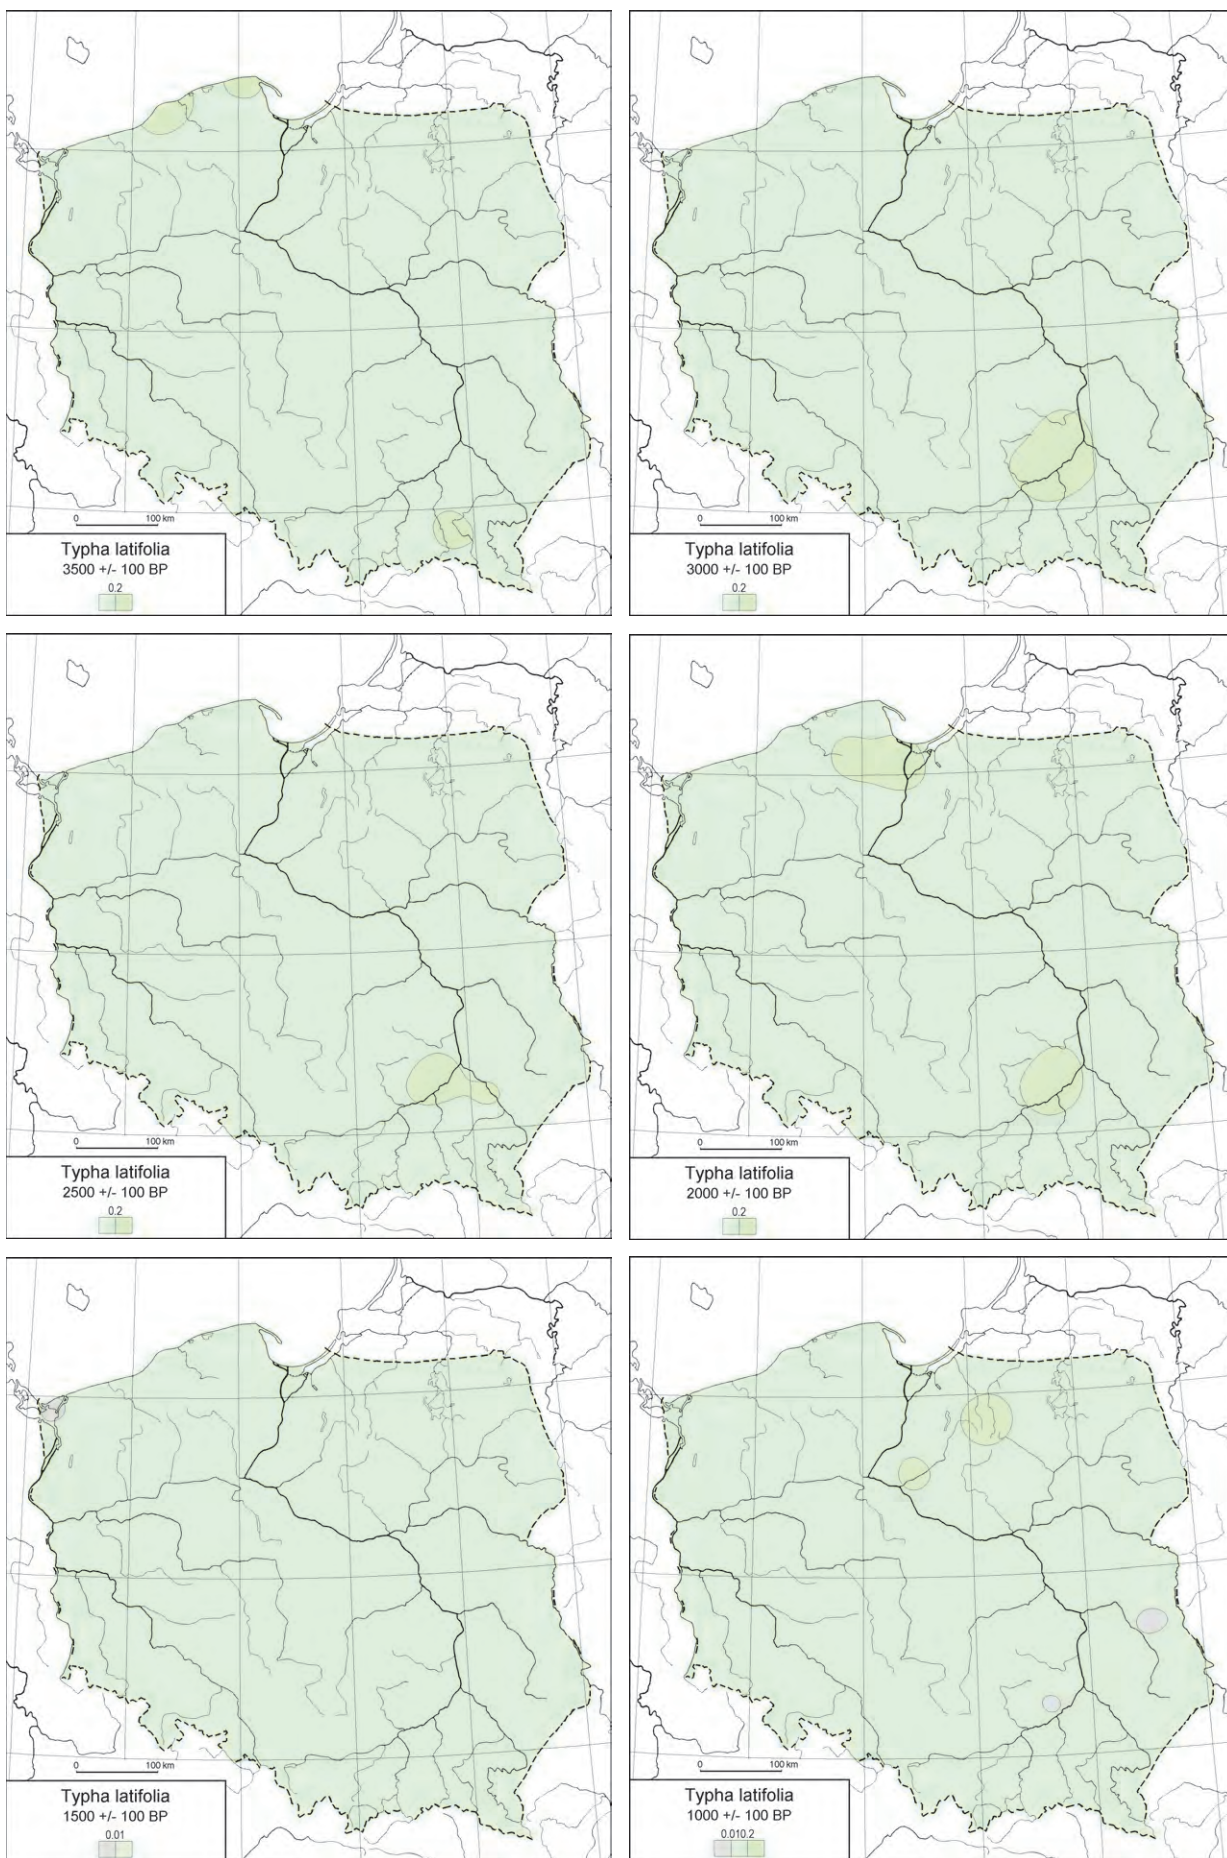 0 100 km
Typha latifolia
3500 +/- 100 BP
0.2
0 100 km
Typha latifolia
3000 +/- 100 BP
0.2
0 100 km
Typha latifolia
2500 +/- 100 BP
0.2
0 100 km
Typha latifolia
2000 +/- 100 BP
0.2
0 100 km
Typha latifolia
1500 +/- 100 BP
0.01
0 100 km
Typha latifolia
1000 +/- 100 BP
0.010.2